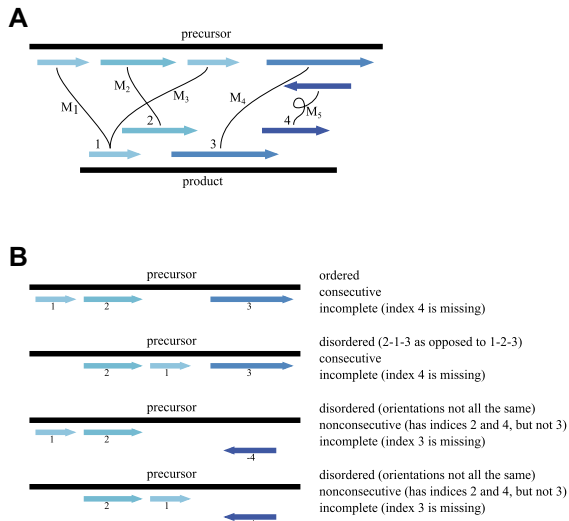 A
precursor
M1
M2
M3
M4
M5
2
4
1
3
product
B
precursor
1
2
3
ordered
consecutive
incomplete (index 4 is missing)
precursor
2
1
3
disordered (2-1-3 as opposed to 1-2-3)
consecutive
incomplete (index 4 is missing)
precursor
1
2
-4
disordered (orientations not all the same)
nonconsecutive (has indices 2 and 4, but not 3)
incomplete (index 3 is missing)
precursor
2
1
disordered (orientations not all the same)
nonconsecutive (has indices 2 and 4, but not 3)
incomplete (index 3 is missing)